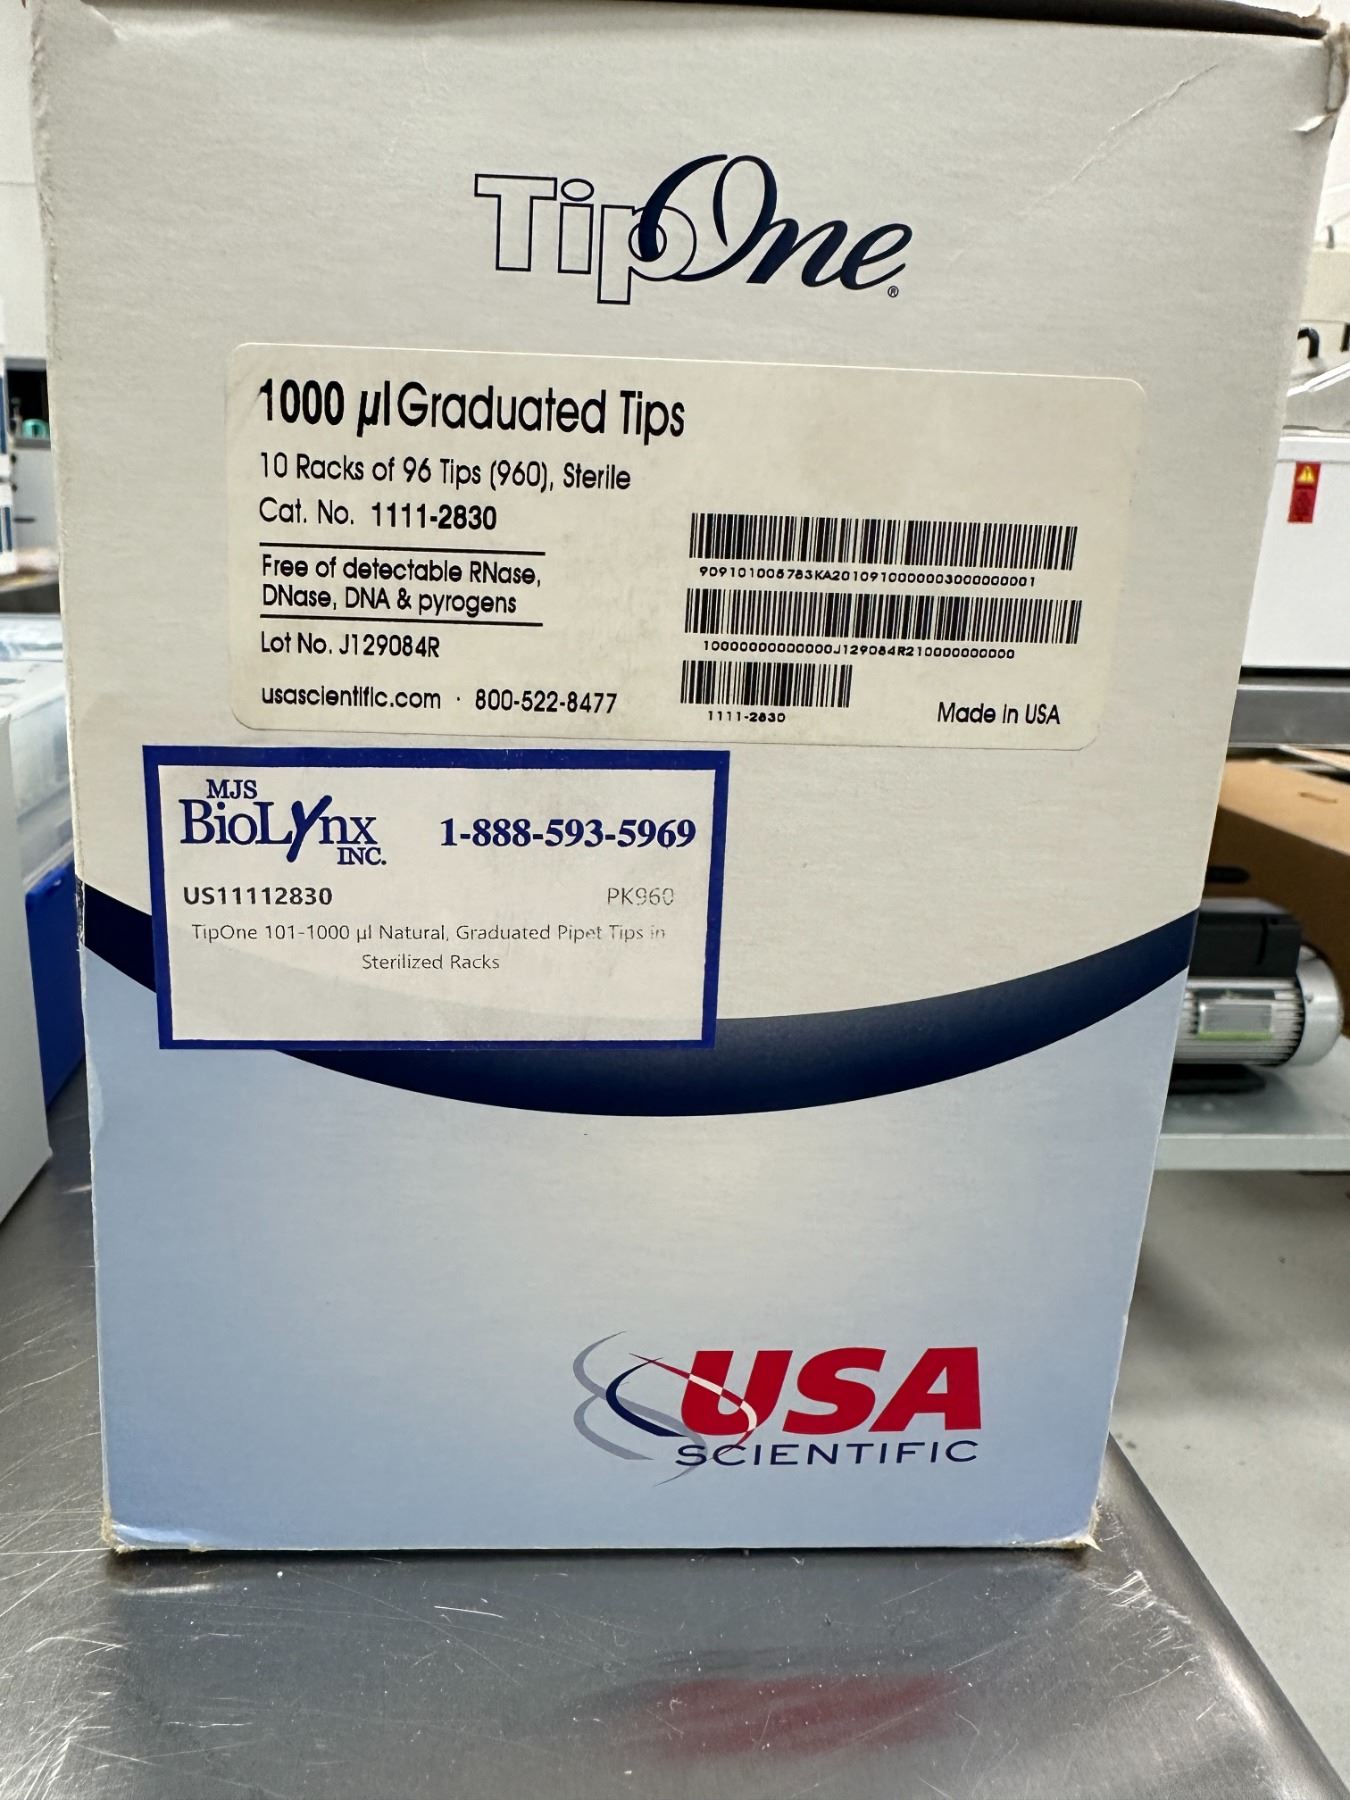 TipOne®
1000 µl Graduated Tips
10 Racks of 96 Tips (960), Sterile
Cat. No. 1111-2830
Free of detectable RNase,
DNase, DNA & pyrogens
Lot No. J129084R
usascientific.com · 800-522-8477
909101008783KA2010910000003000000001
10000000000000J129084R210000000000
1111-2830
Made in USA
MJS
BioLynx
INC.
1-888-593-5969
US11112830 PK960
TipOne 101-1000 µl Natural, Graduated Pipet Tips in
Sterilized Racks
USA
SCIENTIFIC